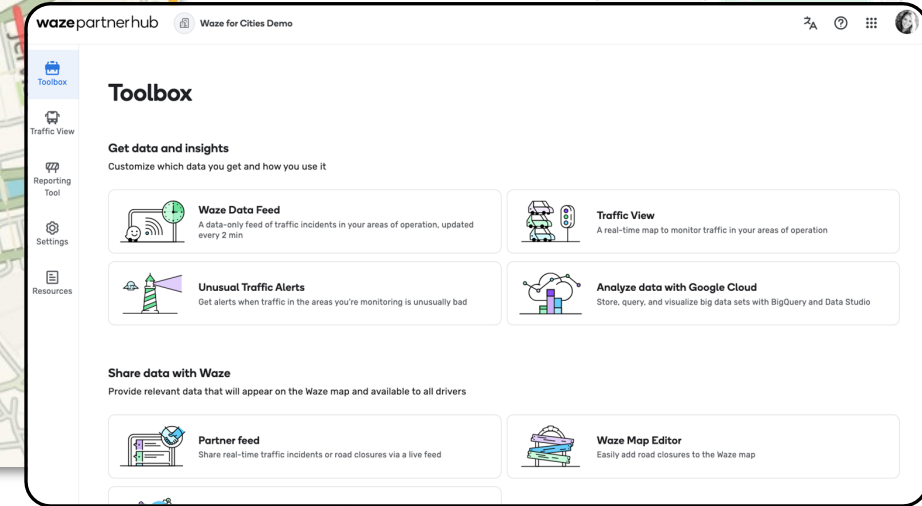 waze partnerhub
Waze for Cities Demo
Toolbox
Traffic View
Reporting
Tool
Settings
Resources
Toolbox
Get data and insights
Customize which data you get and how you use it
Waze Data Feed
A data-only feed of traffic incidents in your areas of operation, updated
every 2 min
Traffic View
A real-time map to monitor traffic in your areas of operation
Unusual Traffic Alerts
Get alerts when traffic in the areas you're monitoring is unusually bad
Analyze data with Google Cloud
Store, query, and visualize big data sets with BigQuery and Data Studio
Share data with Waze
Provide relevant data that will appear on the Waze map and available to all drivers
Partner feed
Share real-time traffic incidents or road closures via a live feed
Waze Map Editor
Easily add road closures to the Waze map